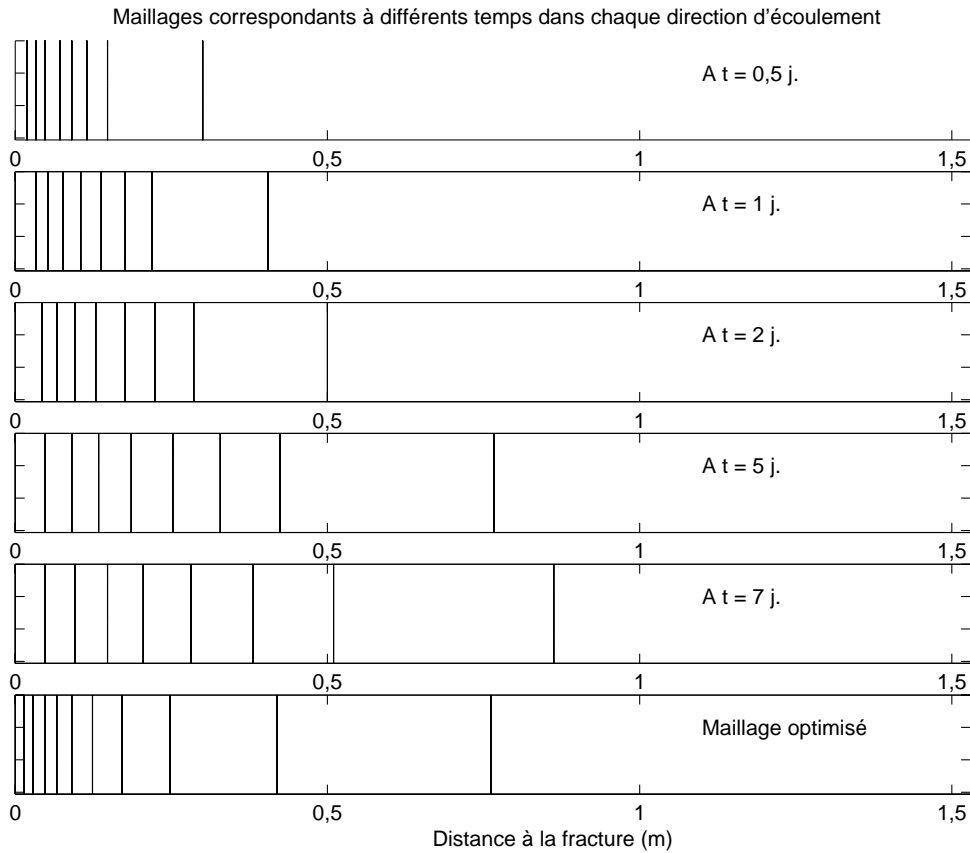 Maillages correspondants à différents temps dans chaque direction d'écoulement
A t = 0,5 j.
0 0,5 1 1,5
A t = 1 j.
0 0,5 1 1,5
A t = 2 j.
0 0,5 1 1,5
A t = 5 j.
0 0,5 1 1,5
A t = 7 j.
0 0,5 1 1,5
Maillage optimisé
0 0,5 1 1,5
Distance à la fracture (m)